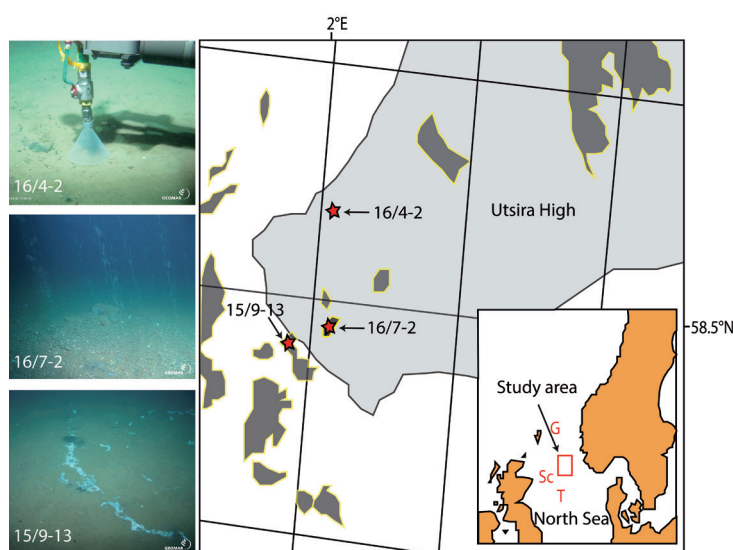 2°E
16/4-2
GEOMAR
16/4-2
Utsira High
16/7-2
GEOMAR
15/9-13
16/7-2
58.5°N
Study area
G
Sc
T
North Sea
15/9-13
GEOMAR